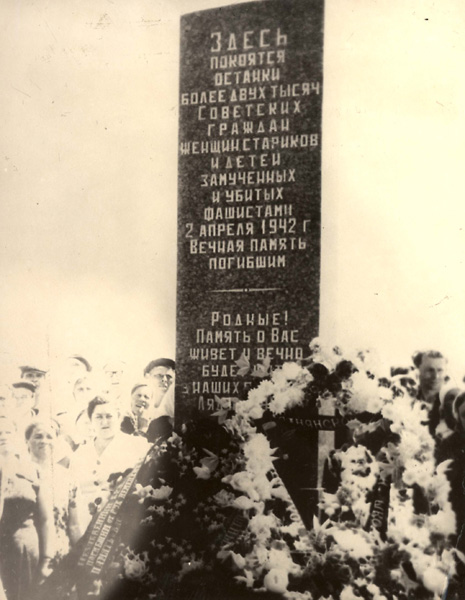 ЗДЕСЬ
ПОКОЯТСЯ
ОСТАНКИ
БОЛЕЕ ДВУХ ТЫСЯЧ
СОВЕТСКИХ
ГРАЖДАН
ЖЕНЩИН, СТАРИКОВ
И ДЕТЕЙ
ЗАМУЧЕННЫХ
И УБИТЫХ
ФАШИСТАМИ
2 АПРЕЛЯ 1942 Г
ВЕЧНАЯ ПАМЯТЬ
ПОГИБШИМ
РОДНЫЕ!
ПАМЯТЬ О ВАС
ЖИВЕТ И ВЕЧНО
БУДЕ
НАШИХ